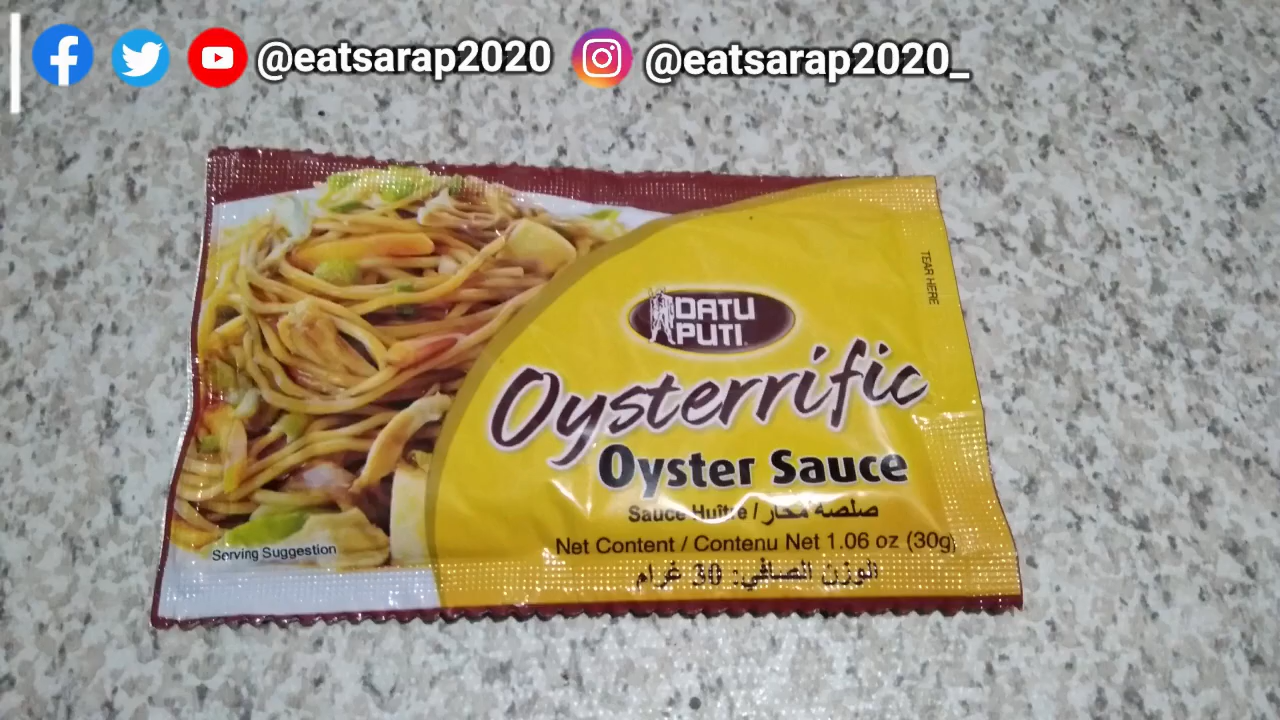 @eatsarap2020 @eatsarap2020_
TEAR HERE
DATU
PUTI
Oysterrific
Oyster Sauce
Sauce Huître / صلصة محار
Net Content / Contenu Net 1.06 oz (30g)
الوزن الصافي: 30 غرام
Serving Suggestion